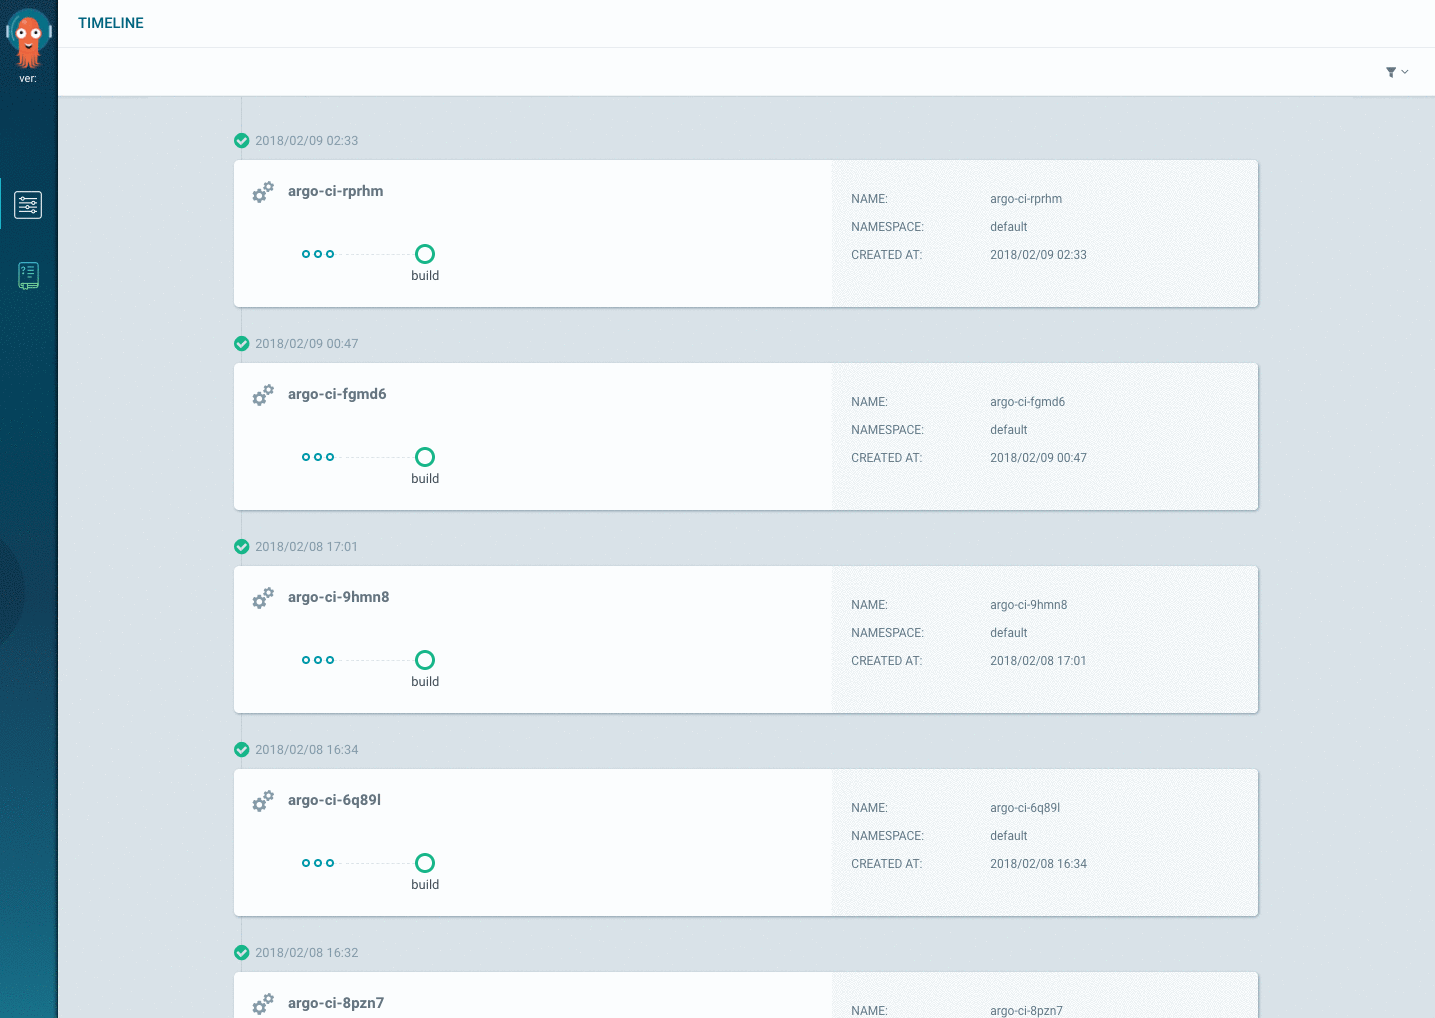 TIMELINE
ver:
2018/02/09 02:33
argo-ci-rprhm
build
NAME: argo-ci-rprhm
NAMESPACE: default
CREATED AT: 2018/02/09 02:33
2018/02/09 00:47
argo-ci-fgmd6
build
NAME: argo-ci-fgmd6
NAMESPACE: default
CREATED AT: 2018/02/09 00:47
2018/02/08 17:01
argo-ci-9hmn8
build
NAME: argo-ci-9hmn8
NAMESPACE: default
CREATED AT: 2018/02/08 17:01
2018/02/08 16:34
argo-ci-6q89l
build
NAME: argo-ci-6q89l
NAMESPACE: default
CREATED AT: 2018/02/08 16:34
2018/02/08 16:32
argo-ci-8pzn7
NAME: argo-ci-8pzn7